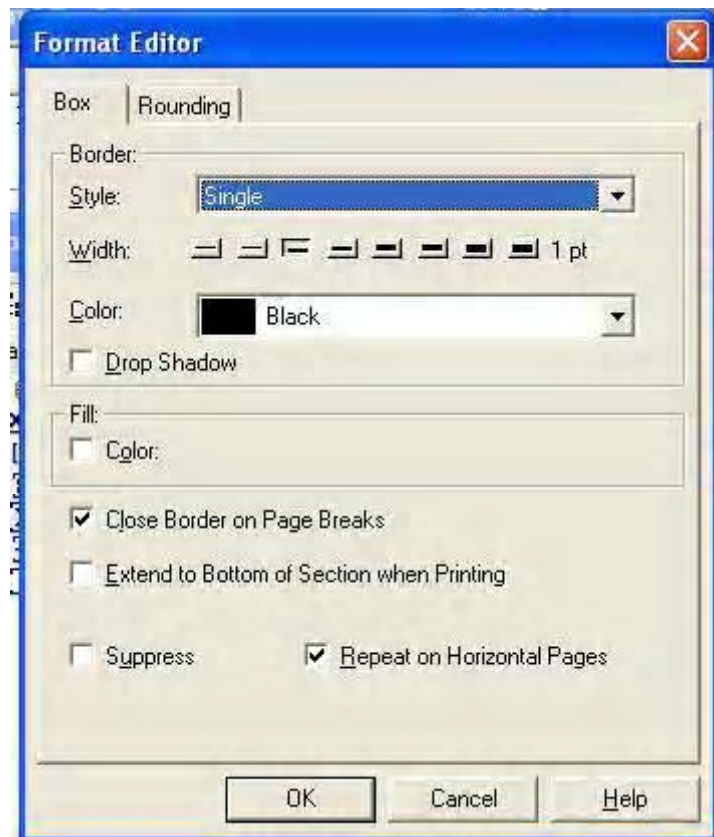 Format Editor
Box Rounding
Border:
Style: Single
Width: 1 pt
Color: Black
Drop Shadow
Fill:
Color:
Close Border on Page Breaks
Extend to Bottom of Section when Printing
Suppress Repeat on Horizontal Pages
OK Cancel Help